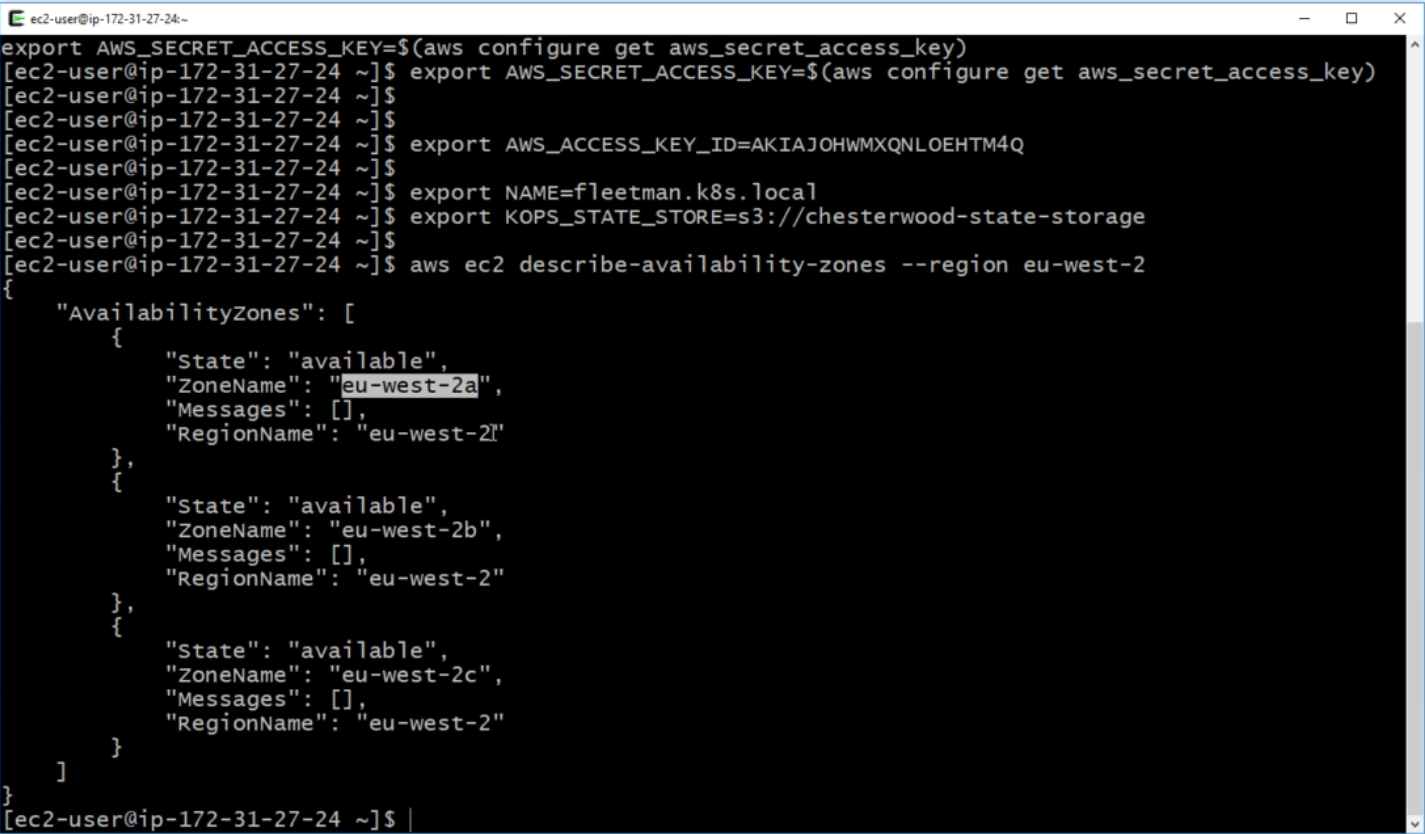 ec2-user@ip-172-31-27-24:~
export AWS_SECRET_ACCESS_KEY=$(aws configure get aws_secret_access_key)
[ec2-user@ip-172-31-27-24 ~]$ export AWS_SECRET_ACCESS_KEY=$(aws configure get aws_secret_access_key)
[ec2-user@ip-172-31-27-24 ~]$
[ec2-user@ip-172-31-27-24 ~]$
[ec2-user@ip-172-31-27-24 ~]$ export AWS_ACCESS_KEY_ID=AKIAJOHWMXQNLOEHTM4Q
[ec2-user@ip-172-31-27-24 ~]$
[ec2-user@ip-172-31-27-24 ~]$ export NAME=fleetman.k8s.local
[ec2-user@ip-172-31-27-24 ~]$ export KOPS_STATE_STORE=s3://chesterwood-state-storage
[ec2-user@ip-172-31-27-24 ~]$
[ec2-user@ip-172-31-27-24 ~]$ aws ec2 describe-availability-zones --region eu-west-2
{
    "AvailabilityZones": [
        {
            "State": "available",
            "ZoneName": "eu-west-2a",
            "Messages": [],
            "RegionName": "eu-west-2"
        },
        {
            "State": "available",
            "ZoneName": "eu-west-2b",
            "Messages": [],
            "RegionName": "eu-west-2"
        },
        {
            "State": "available",
            "ZoneName": "eu-west-2c",
            "Messages": [],
            "RegionName": "eu-west-2"
        }
    ]
}
[ec2-user@ip-172-31-27-24 ~]$